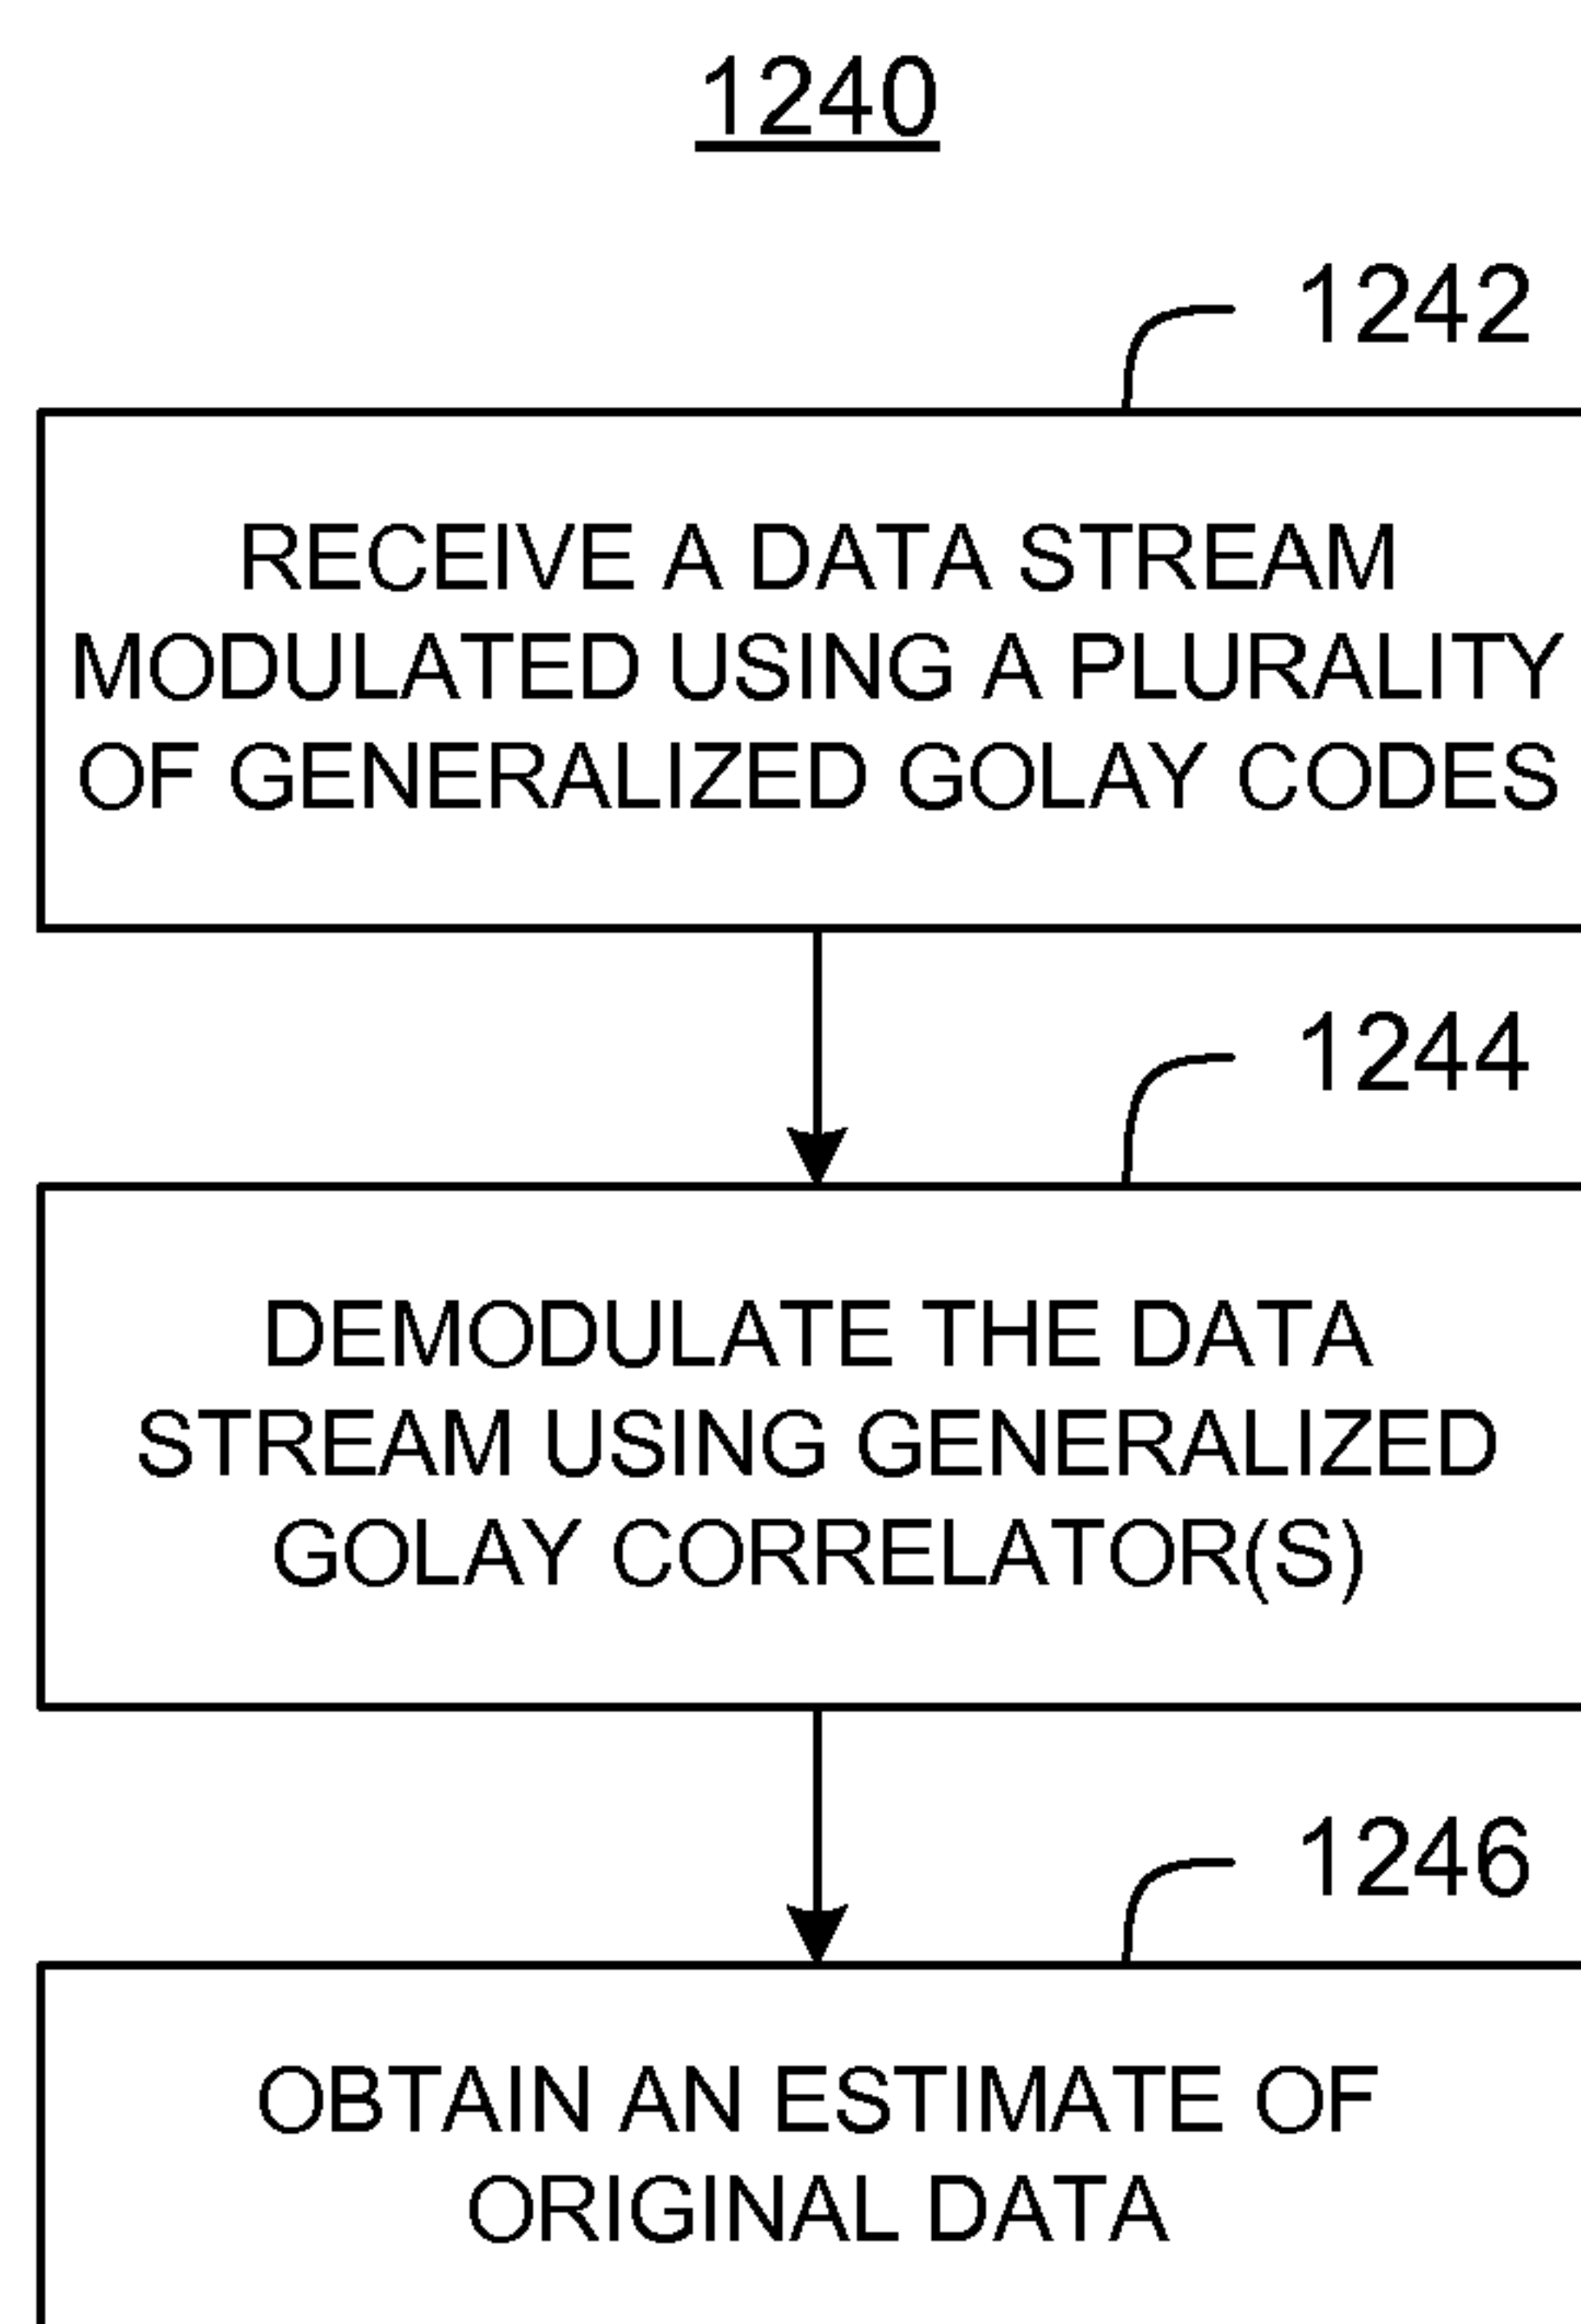 1240
1242
RECEIVE A DATA STREAM
MODULATED USING A PLURALITY
OF GENERALIZED GOLAY CODES
1244
DEMODULATE THE DATA
STREAM USING GENERALIZED
GOLAY CORRELATOR(S)
1246
OBTAIN AN ESTIMATE OF
ORIGINAL DATA